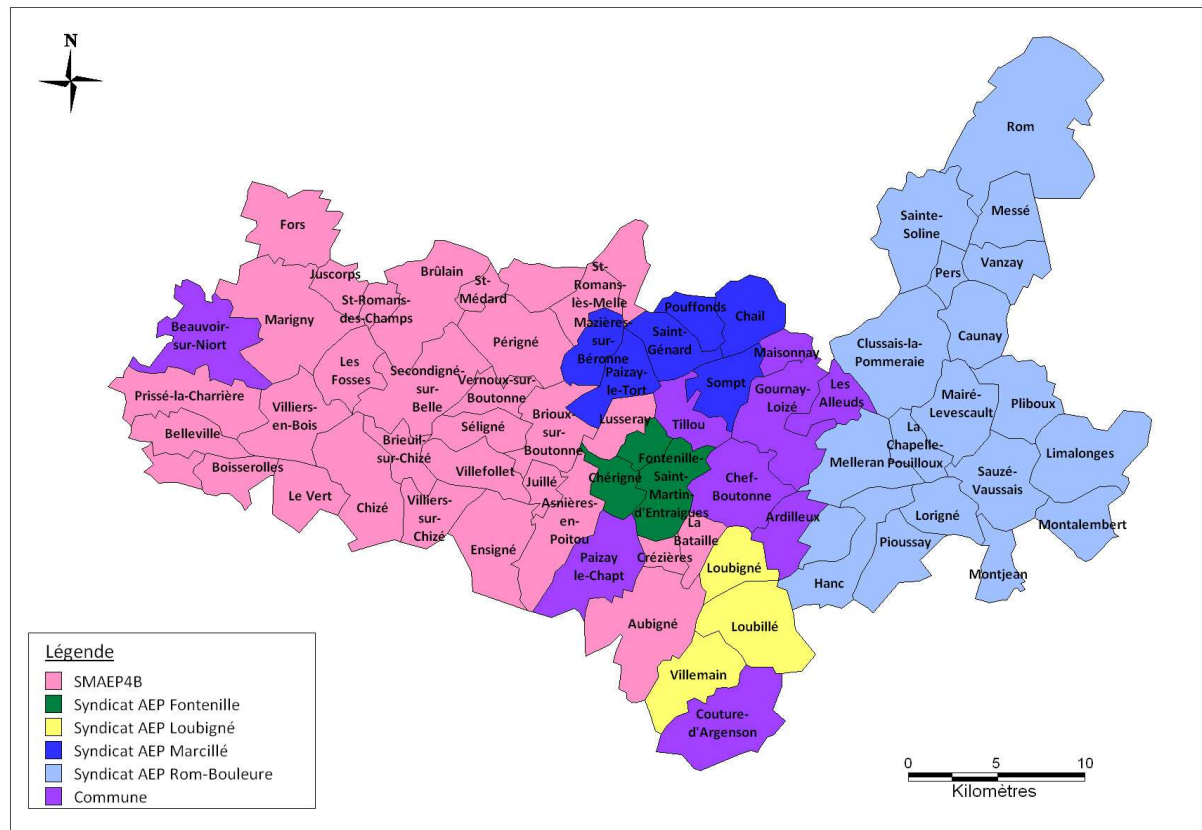 N
Rom
Sainte-
Soline
Messé
Fors
Pers
Vanzay
Juscorps
Brûlain
St-
Médard
St-
Romans-
lès-Melle
St-Romans-
des-Champs
Marigny
Pouffonds
Chail
Beauvoir-
sur-Niort
Mazières-
sur-
Béronne
Saint-
Génard
Caunay
Clussais-la-
Pommeraie
Périgné
Maisonnay
Les
Fosses
Secondigné-
sur-
Belle
Vernoux-sur-
Boutonne
Paizay-
le-Tort
Sompt
Gournay-
Loizé
Les
Alleuds
Prissé-la-Charrière
Mairé-
Levescault
Pliboux
Villiers-
en-Bois
Brioux-
sur-
Boutonne
Lusseray
Tillou
Belleville
Séligné
La
Chapelle-
Pouilloux
Brieuil-
sur-Chizé
Limalonges
Melleran
Fontenille-
Saint-
Martin-
d'Entraigues
Boisserolles
Villefollet
Juillé
Chérigné
Chef-
Boutonne
Sauzé-
Vaussais
Le Vert
Chizé
Villiers-
sur-
Chizé
Asnières-
en-
Poitou
Ardilleux
Lorigné
Montalembert
Ensigné
La
Bataille
Pioussay
Crézières
Paizay
le-Chapt
Loubigné
Hanc
Montjean
Aubigné
Loubillé
Villemain
Couture-
d'Argenson
Légende
SMAEP4B
Syndicat AEP Fontenille
Syndicat AEP Loubigné
Syndicat AEP Marcillé
Syndicat AEP Rom-Bouleure
Commune
0 5 10
Kilomètres